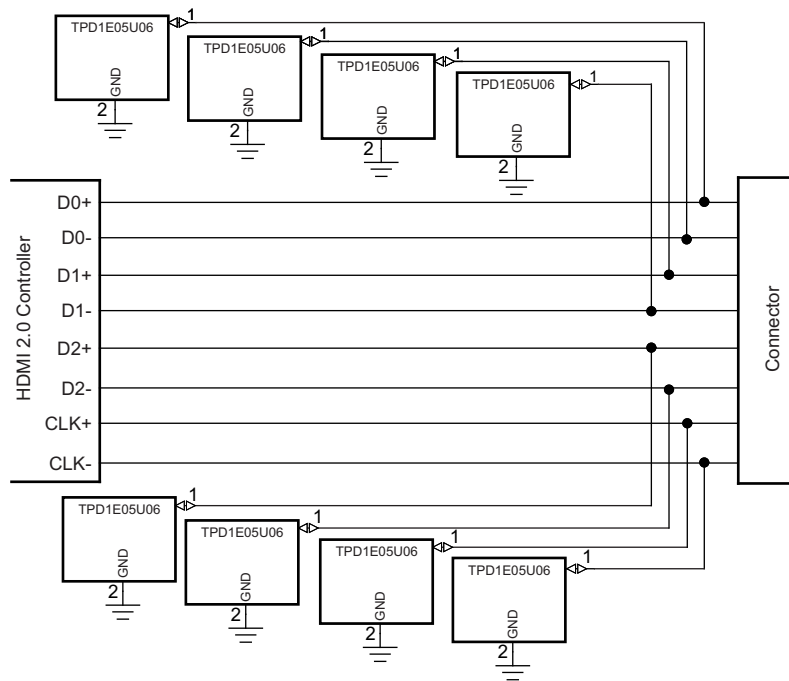 TPD1E05U06
1
GND
2
TPD1E05U06
1
GND
2
TPD1E05U06
1
GND
2
TPD1E05U06
1
GND
2
HDMI 2.0 Controller
D0+
D0-
D1+
D1-
D2+
D2-
CLK+
CLK-
Connector
TPD1E05U06
1
GND
2
TPD1E05U06
1
GND
2
TPD1E05U06
1
GND
2
TPD1E05U06
1
GND
2